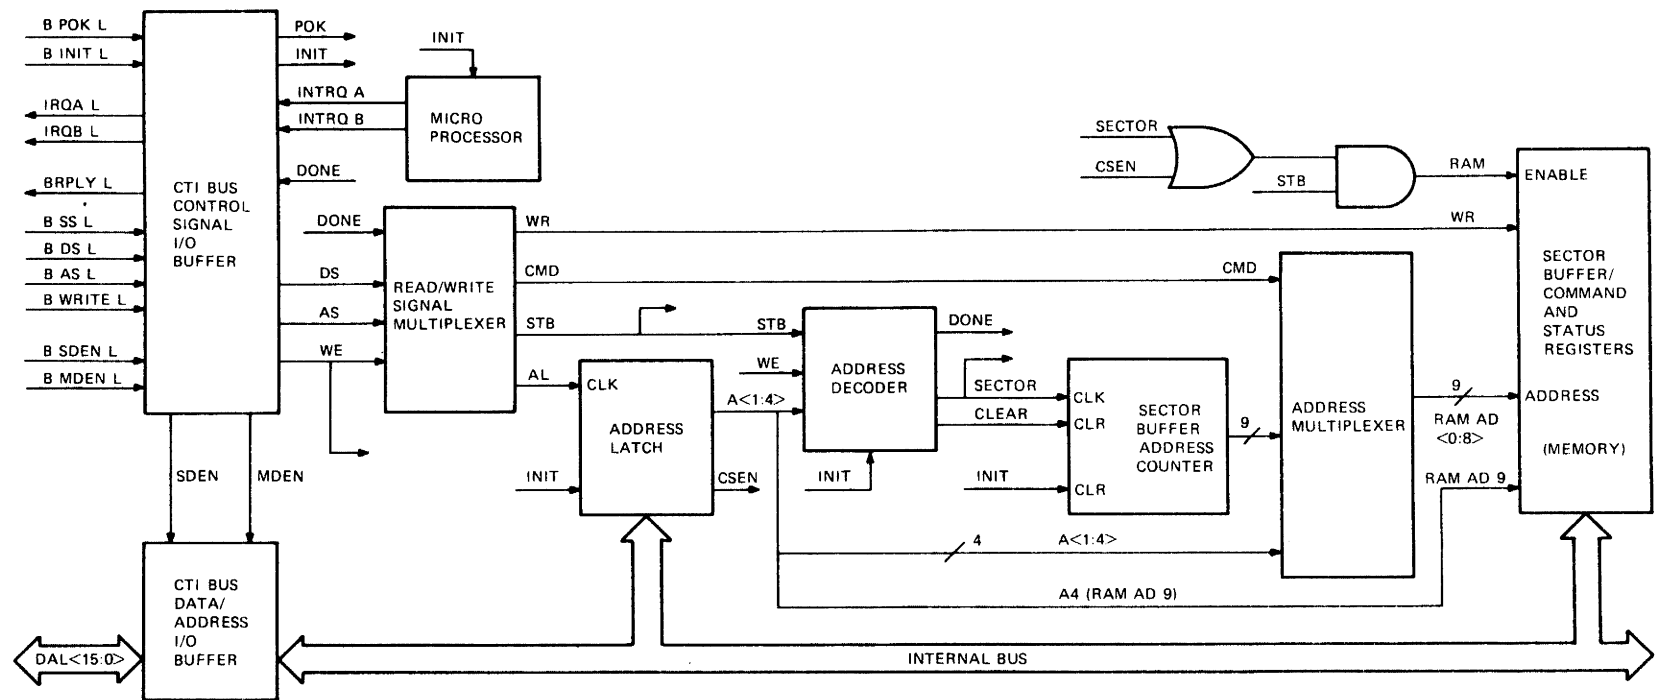 B POK L
B INIT L
IRQA L
IRQB L
BRPLY L
B SS L
B DS L
B AS L
B WRITE L
B SDEN L
B MDEN L
CTI BUS
CONTROL
SIGNAL
I/O
BUFFER
POK
INIT
INTRQ A
INTRQ B
DONE
INIT
MICRO
PROCESSOR
DONE
DS
AS
WE
READ/WRITE
SIGNAL
MULTIPLEXER
WR
CMD
STB
AL
STB
WE
A<1:4>
CLK
ADDRESS
LATCH
INIT
CSEN
ADDRESS
DECODER
INIT
DONE
SECTOR
CLEAR
INIT
CLK
CLR
CLR
SECTOR
BUFFER
ADDRESS
COUNTER
9
4
A<1:4>
A4 (RAM AD 9)
CMD
ADDRESS
MULTIPLEXER
SECTOR
CSEN
STB
RAM
WR
9
RAM AD
<0:8>
RAM AD 9
ENABLE
SECTOR
BUFFER/
COMMAND
AND
STATUS
REGISTERS
ADDRESS
(MEMORY)
SDEN
MDEN
CTI BUS
DATA/
ADDRESS
I/O
BUFFER
DAL<15:0>
INTERNAL BUS